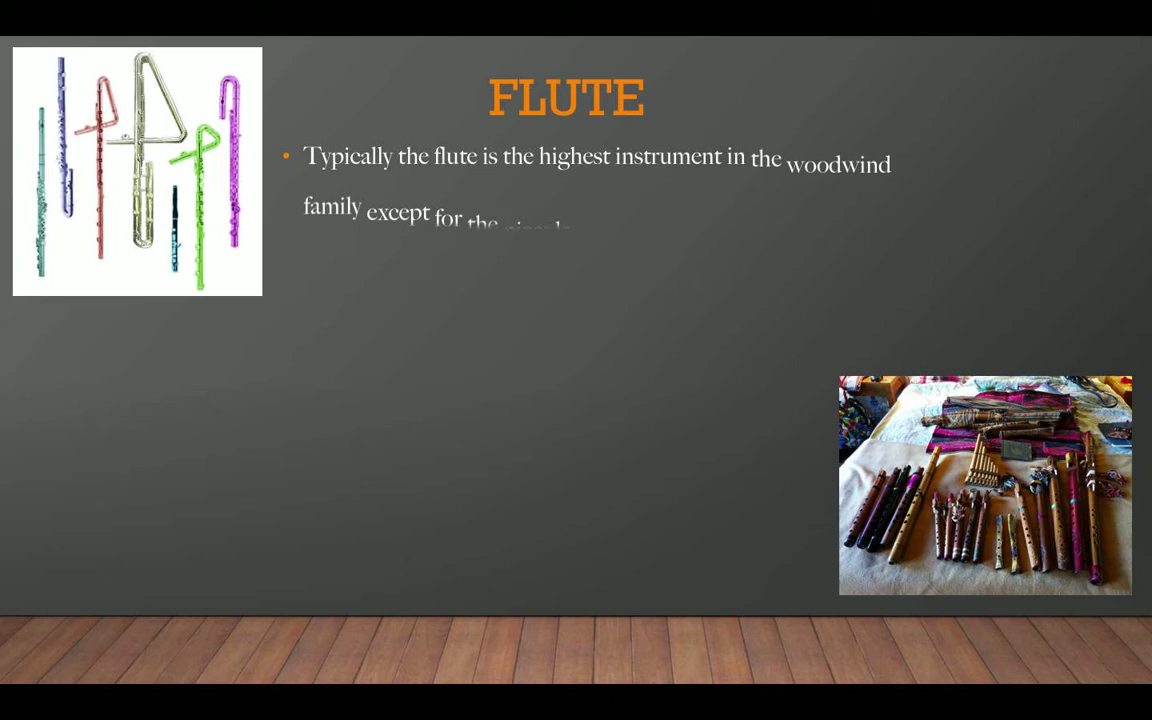 FLUTE
• Typically the flute is the highest instrument in the woodwind
family except for the